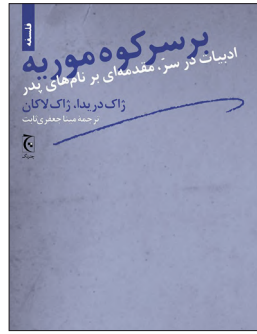 فلسفه
بر سر کوه موریه
ادبیات در سرّ، مقدمه‌ای بر نام‌های پدر
ژاک دریدا، ژاک لاکان
ترجمهٔ مینا جعفری‌ثابت